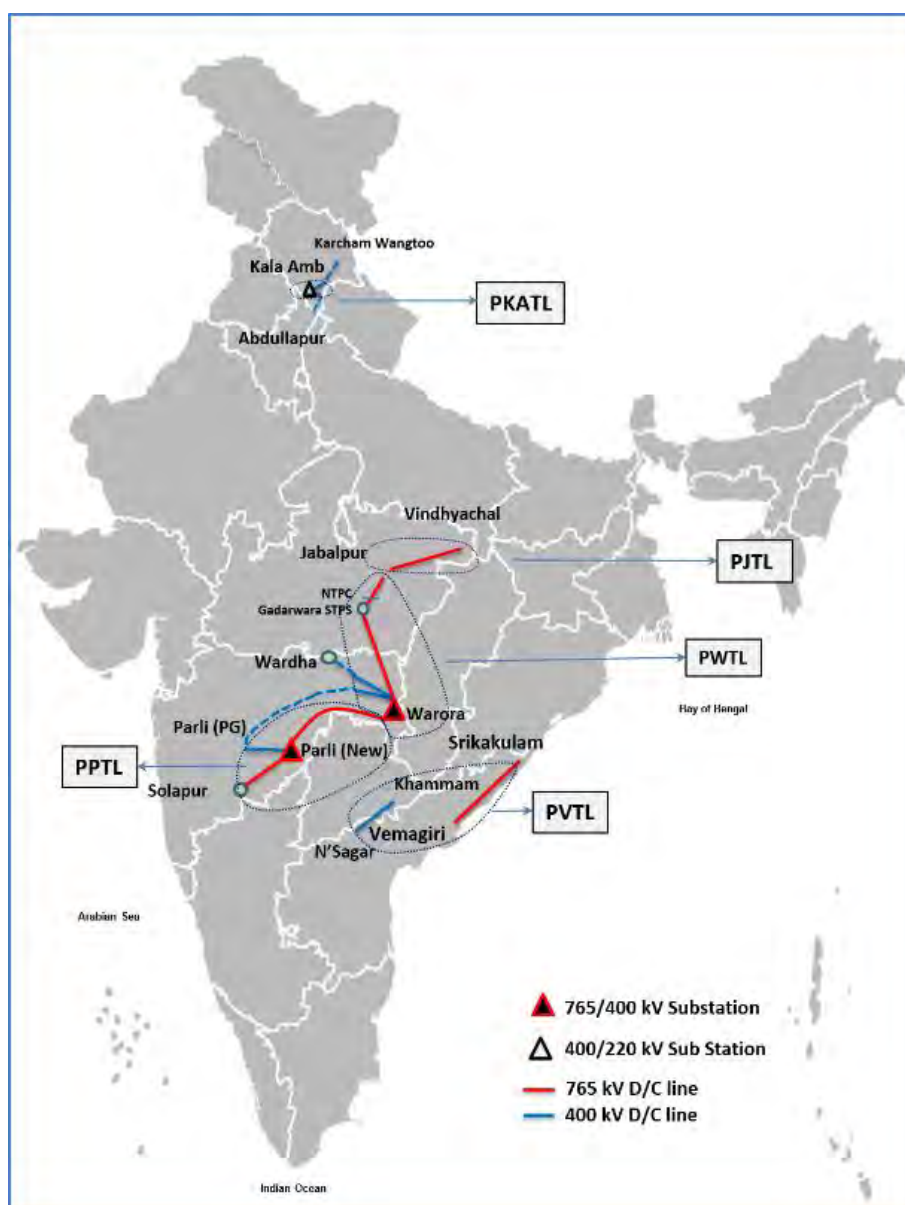 Karcham Wangtoo
Kala Amb
PKATL
Abdullapur
Vindhyachal
Jabalpur
PJTL
NTPC
Gadarwara STPS
Wardha
PWTL
Warora
Bay of Bengal
Parli (PG)
Srikakulam
Parli (New)
PPTL
Khammam
Solapur
PVTL
Vemagiri
N'Sagar
Arabian Sea
765/400 kV Substation
400/220 kV Sub Station
765 kV D/C line
400 kV D/C line
Indian Ocean